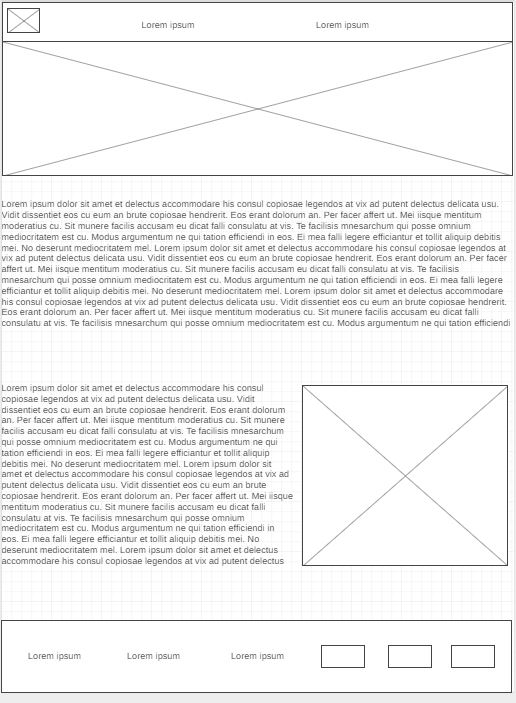 Lorem ipsum
Lorem ipsum
Lorem ipsum dolor sit amet et delectus accommodare his consul copiosae legendos at vix ad putent delectus delicata usu.
Vidit dissentiet eos cu eum an brute copiosae hendrerit. Eos erant dolorum an. Per facer affert ut. Mei iisque mentitum
moderatius cu. Sit munere facilis accusam eu dicat falli consulatu at vis. Te facilisis mnesarchum qui posse omnium
mediocritatem est cu. Modus argumentum ne qui tation efficiendi in eos. Ei mea falli legere efficiantur et tollit aliquip debitis
mei. No deserunt mediocritatem mel. Lorem ipsum dolor sit amet et delectus accommodare his consul copiosae legendos at
vix ad putent delectus delicata usu. Vidit dissentiet eos cu eum an brute copiosae hendrerit. Eos erant dolorum an. Per facer
affert ut. Mei iisque mentitum moderatius cu. Sit munere facilis accusam eu dicat falli consulatu at vis. Te facilisis
mnesarchum qui posse omnium mediocritatem est cu. Modus argumentum ne qui tation efficiendi in eos. Ei mea falli legere
efficiantur et tollit aliquip debitis mei. No deserunt mediocritatem mel. Lorem ipsum dolor sit amet et delectus accommodare
his consul copiosae legendos at vix ad putent delectus delicata usu. Vidit dissentiet eos cu eum an brute copiosae hendrerit.
Eos erant dolorum an. Per facer affert ut. Mei iisque mentitum moderatius cu. Sit munere facilis accusam eu dicat falli
consulatu at vis. Te facilisis mnesarchum qui posse omnium mediocritatem est cu. Modus argumentum ne qui tation efficiendi
Lorem ipsum dolor sit amet et delectus accommodare his consul
copiosae legendos at vix ad putent delectus delicata usu. Vidit
dissentiet eos cu eum an brute copiosae hendrerit. Eos erant dolorum
an. Per facer affert ut. Mei iisque mentitum moderatius cu. Sit munere
facilis accusam eu dicat falli consulatu at vis. Te facilisis mnesarchum
qui posse omnium mediocritatem est cu. Modus argumentum ne qui
tation efficiendi in eos. Ei mea falli legere efficiantur et tollit aliquip
debitis mei. No deserunt mediocritatem mel. Lorem ipsum dolor sit
amet et delectus accommodare his consul copiosae legendos at vix ad
putent delectus delicata usu. Vidit dissentiet eos cu eum an brute
copiosae hendrerit. Eos erant dolorum an. Per facer affert ut. Mei iisque
mentitum moderatius cu. Sit munere facilis accusam eu dicat falli
consulatu at vis. Te facilisis mnesarchum qui posse omnium
mediocritatem est cu. Modus argumentum ne qui tation efficiendi in
eos. Ei mea falli legere efficiantur et tollit aliquip debitis mei. No
deserunt mediocritatem mel. Lorem ipsum dolor sit amet et delectus
accommodare his consul copiosae legendos at vix ad putent delectus
Lorem ipsum
Lorem ipsum
Lorem ipsum